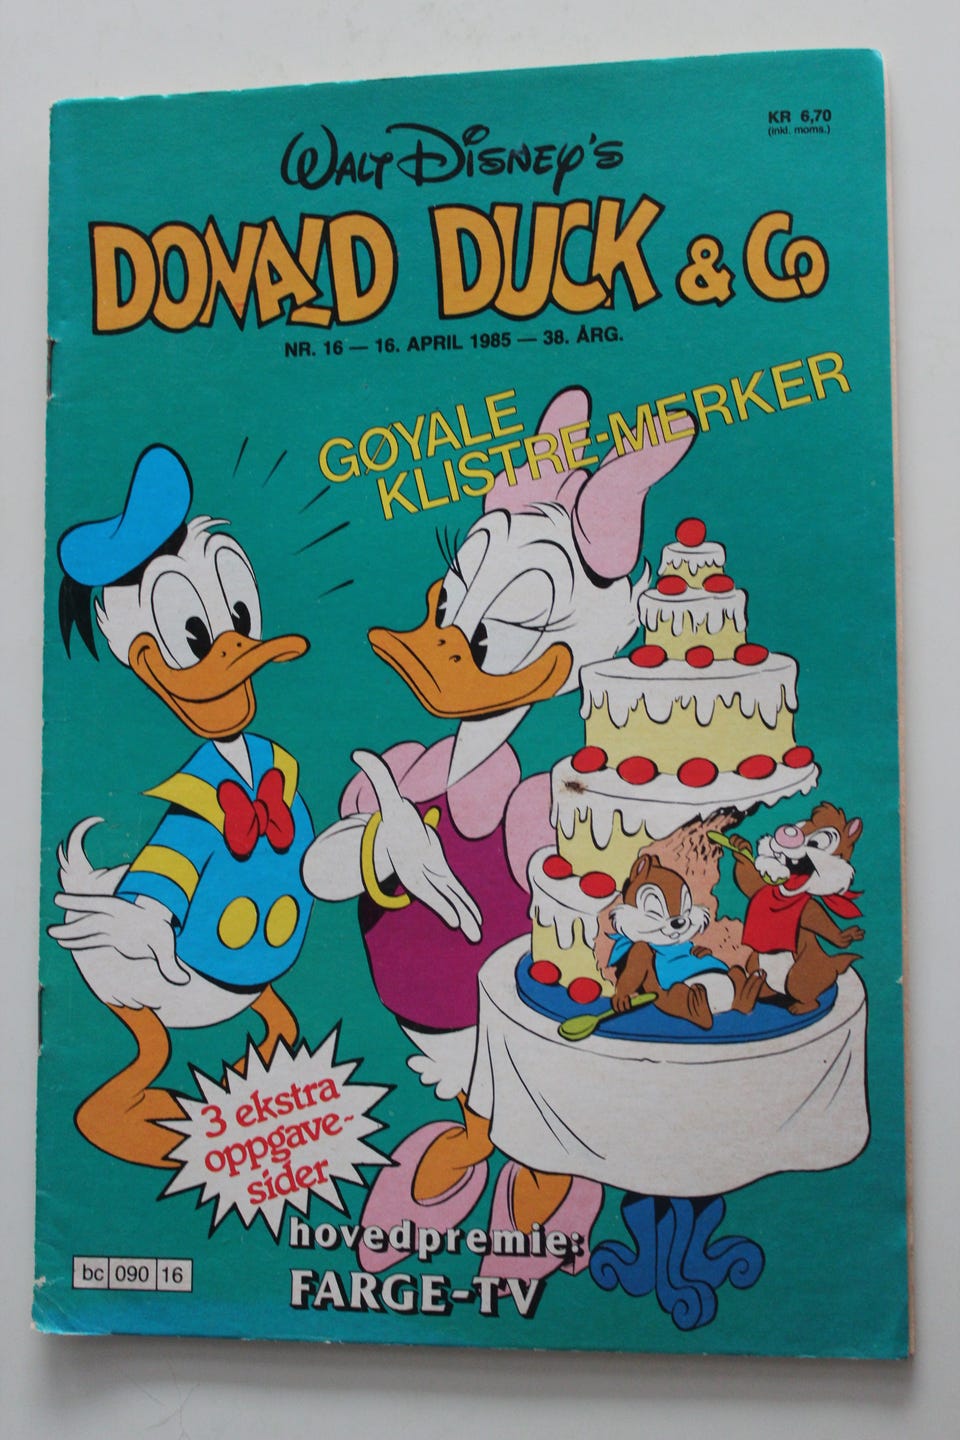 KR 6,70
(inkl. moms.)
WALT DISNEY'S
DONALD DUCK & Co
NR. 16 — 16. APRIL 1985 — 38. ÅRG.
GØYALE
KLISTRE-MERKER
3 ekstra
oppgave-
sider
hovedpremie:
FARGE-TV
bc 090 16